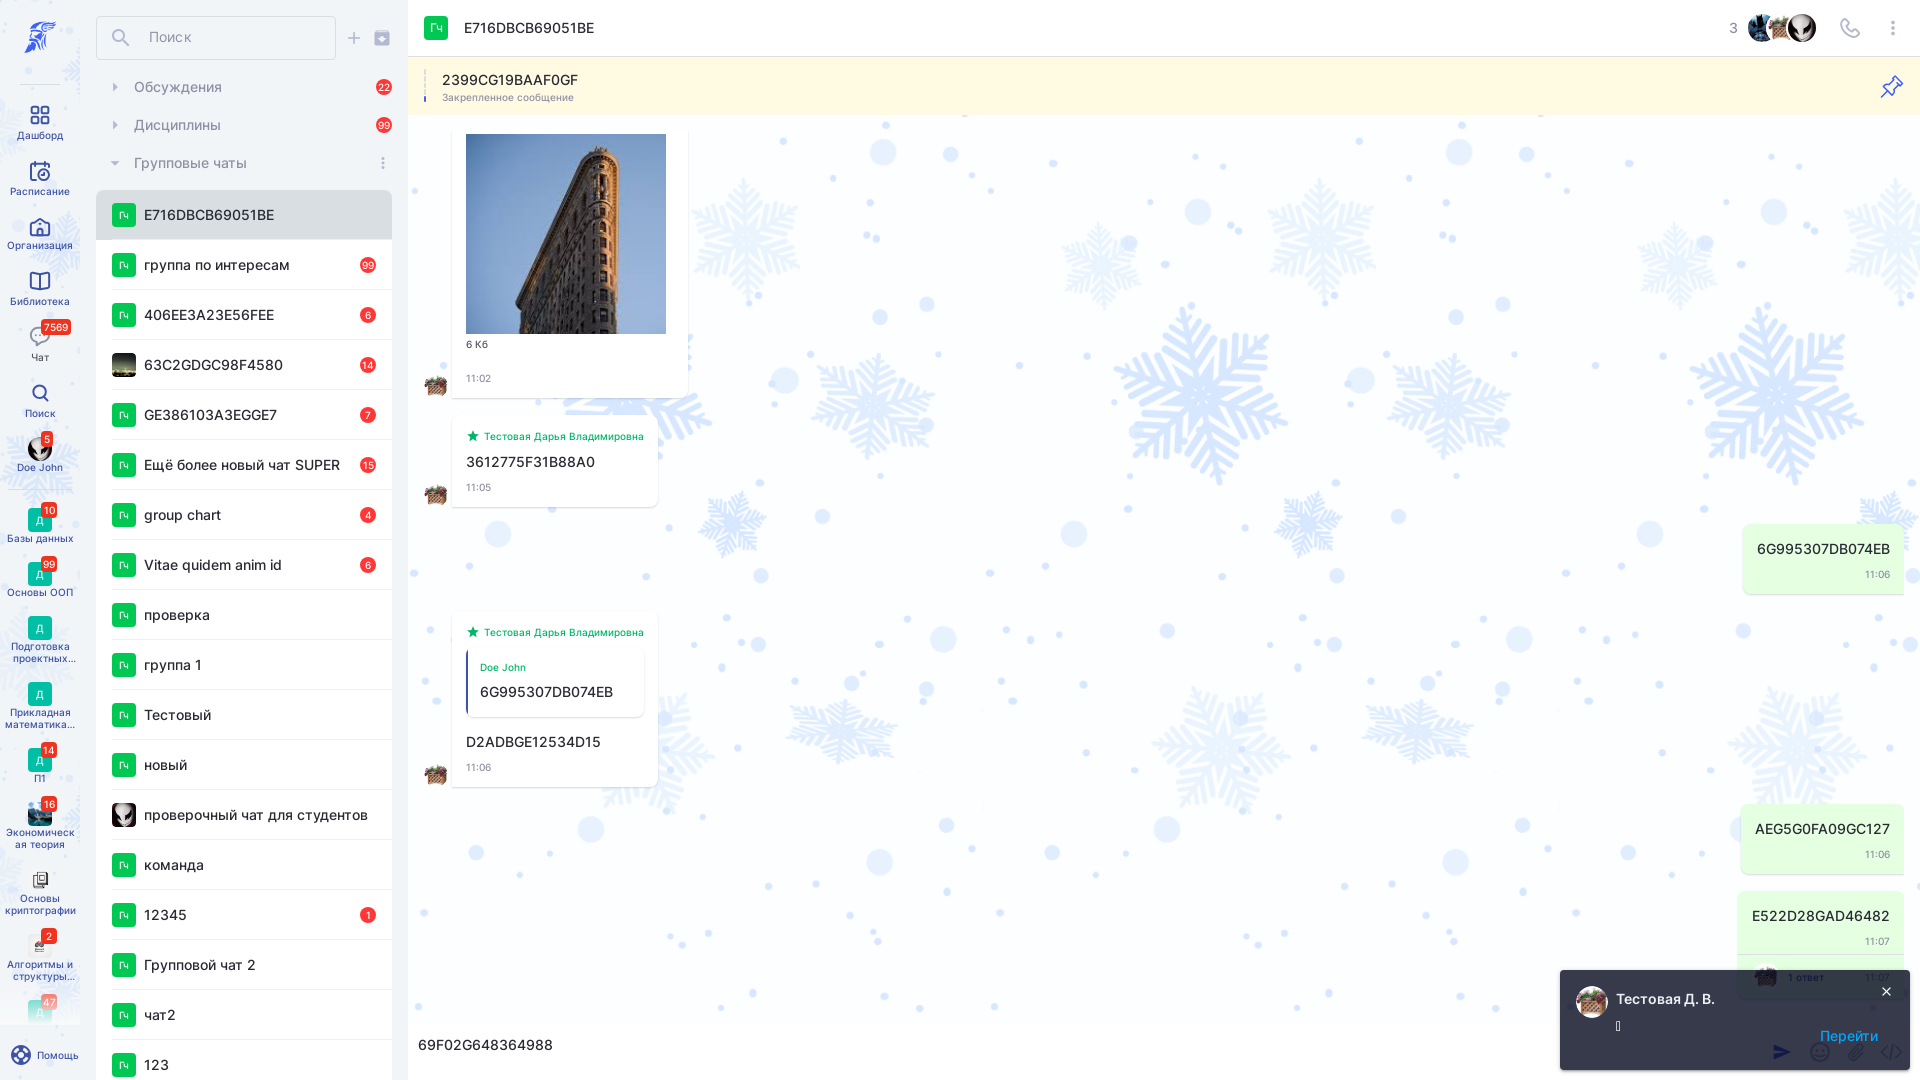 Дашборд
Расписание
Организация
Библиотека
7569
Чат
Поиск
5
Doe John
10
Д
Базы данных
99
Д
Основы ООП
Д
Подготовка
проектных...
Д
Прикладная
математика...
14
Д
П1
16
Экономическ
ая теория
Основы
криптографии
2
Алгоритмы и
структуры...
47
Д
Помощь
Поиск
Обсуждения
22
Дисциплины
99
Групповые чаты
Гч
E716DBCB69051BE
Гч
группа по интересам
99
Гч
406EE3A23E56FEE
6
63C2GDGC98F4580
14
Гч
GE386103A3EGGE7
7
Гч
Ещё более новый чат SUPER
15
Гч
group chart
4
Гч
Vitae quidem anim id
6
Гч
проверка
Гч
группа 1
Гч
Тестовый
Гч
новый
проверочный чат для студентов
Гч
команда
Гч
12345
1
Гч
Групповой чат 2
Гч
чат2
Гч
123
Гч
E716DBCB69051BE
3
2399CG19BAAF0GF
Закрепленное сообщение
6 Кб
11:02
Тестовая Дарья Владимировна
3612775F31B88A0
11:05
6G995307DB074EB
11:06
Тестовая Дарья Владимировна
Doe John
6G995307DB074EB
D2ADBGE12534D15
11:06
AEG5G0FA09GC127
11:06
E522D28GAD46482
11:07
1 ответ
11:07
Тестовая Д. В.
Перейти
69F02G648364988